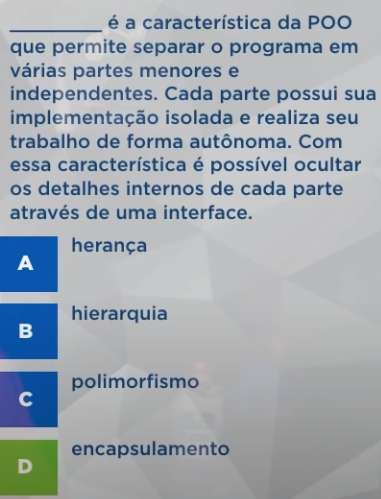 ________ é a característica da POO
que permite separar o programa em
várias partes menores e
independentes. Cada parte possui sua
implementação isolada e realiza seu
trabalho de forma autônoma. Com
essa característica é possível ocultar
os detalhes internos de cada parte
através de uma interface.
A herança
B hierarquia
C polimorfismo
D encapsulamento